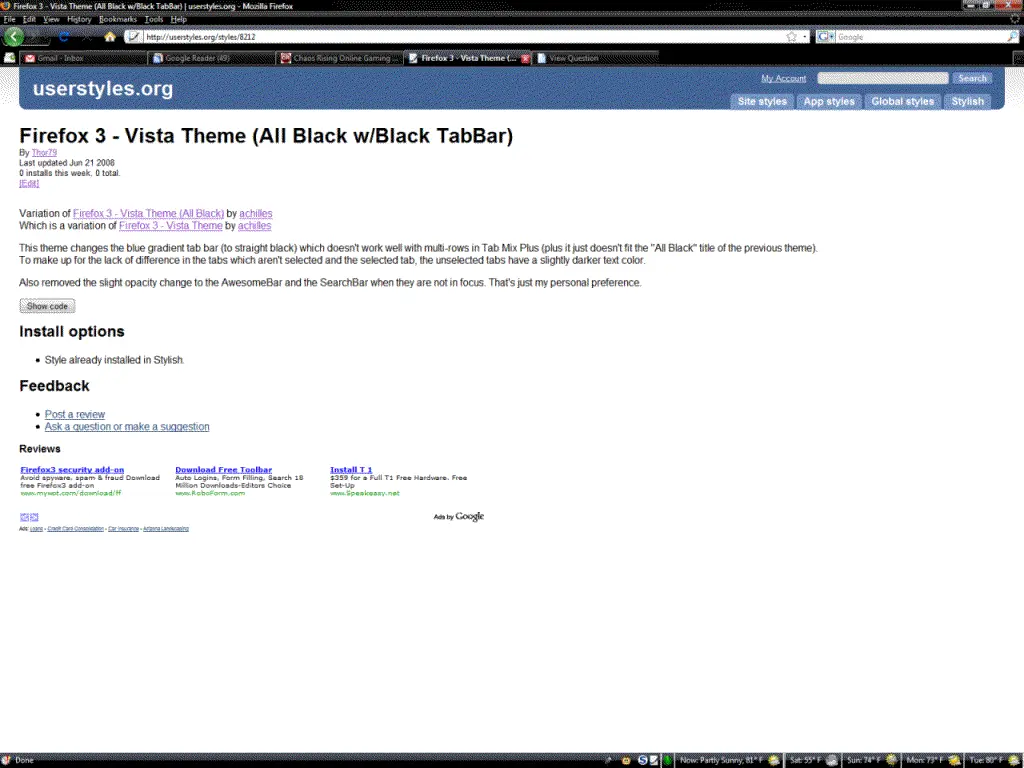 Firefox 3 - Vista Theme (All Black w/Black TabBar) | userstyles.org - Mozilla Firefox
File Edit View History Bookmarks Tools Help
http://userstyles.org/styles/8212
Google
Gmail - Inbox
Google Reader (49)
Chaos Rising Online Gaming ...
Firefox 3 - Vista Theme (...
View Question
My Account
Search
userstyles.org
Site styles
App styles
Global styles
Stylish
Firefox 3 - Vista Theme (All Black w/Black TabBar)
By Thor79
Last updated Jun 21 2008
0 installs this week, 0 total.
[Edit]
Variation of Firefox 3 - Vista Theme (All Black) by achilles
Which is a variation of Firefox 3 - Vista Theme by achilles
This theme changes the blue gradient tab bar (to straight black) which doesn't work well with multi-rows in Tab Mix Plus (plus it just doesn't fit the "All Black" title of the previous theme).
To make up for the lack of difference in the tabs which aren't selected and the selected tab, the unselected tabs have a slightly darker text color.
Also removed the slight opacity change to the AwesomeBar and the SearchBar when they are not in focus. That's just my personal preference.
Show code
Install options
• Style already installed in Stylish.
Feedback
• Post a review
• Ask a question or make a suggestion
Reviews
Firefox3 security add-on
Avoid spyware, spam & fraud Download
free Firefox3 add-on
www.mywot.com/download/ff
Download Free Toolbar
Auto Logins, Form Filling, Search 18
Million Downloads-Editors Choice
www.RoboForm.com
Install T 1
$359 for a Full T1 Free Hardware. Free
Set-Up
www.Speakeasy.net
Ads by Google
Ads: Loans - Credit Card Consolidation - Car Insurance - Arizona Landscaping
Done
Now: Partly Sunny, 81° F
Sat: 55° F
Sun: 74° F
Mon: 73° F
Tue: 80° F